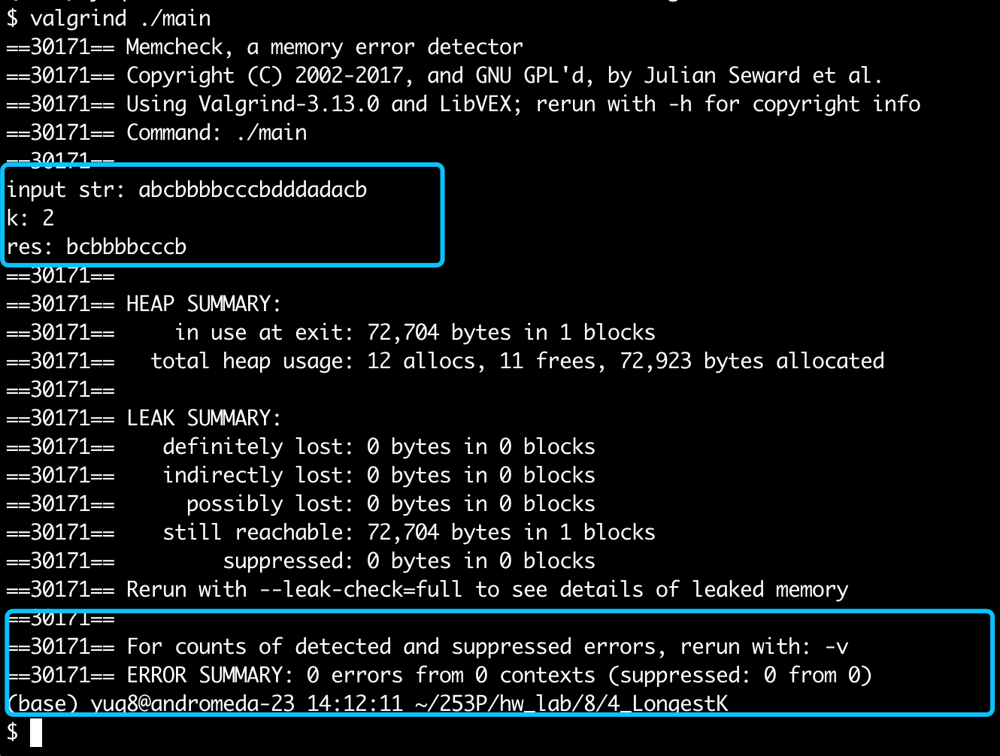 $ valgrind ./main
==30171== Memcheck, a memory error detector
==30171== Copyright (C) 2002-2017, and GNU GPL'd, by Julian Seward et al.
==30171== Using Valgrind-3.13.0 and LibVEX; rerun with -h for copyright info
==30171== Command: ./main
==30171==
input str: abcbbbbcccbdddadacb
k: 2
res: bcbbbbcccb
==30171==
==30171== HEAP SUMMARY:
==30171==     in use at exit: 72,704 bytes in 1 blocks
==30171==   total heap usage: 12 allocs, 11 frees, 72,923 bytes allocated
==30171==
==30171== LEAK SUMMARY:
==30171==    definitely lost: 0 bytes in 0 blocks
==30171==    indirectly lost: 0 bytes in 0 blocks
==30171==      possibly lost: 0 bytes in 0 blocks
==30171==    still reachable: 72,704 bytes in 1 blocks
==30171==         suppressed: 0 bytes in 0 blocks
==30171== Rerun with --leak-check=full to see details of leaked memory
==30171==
==30171== For counts of detected and suppressed errors, rerun with: -v
==30171== ERROR SUMMARY: 0 errors from 0 contexts (suppressed: 0 from 0)
(base) yuq8@andromeda-23 14:12:11 ~/253P/hw_lab/8/4_LongestK
$